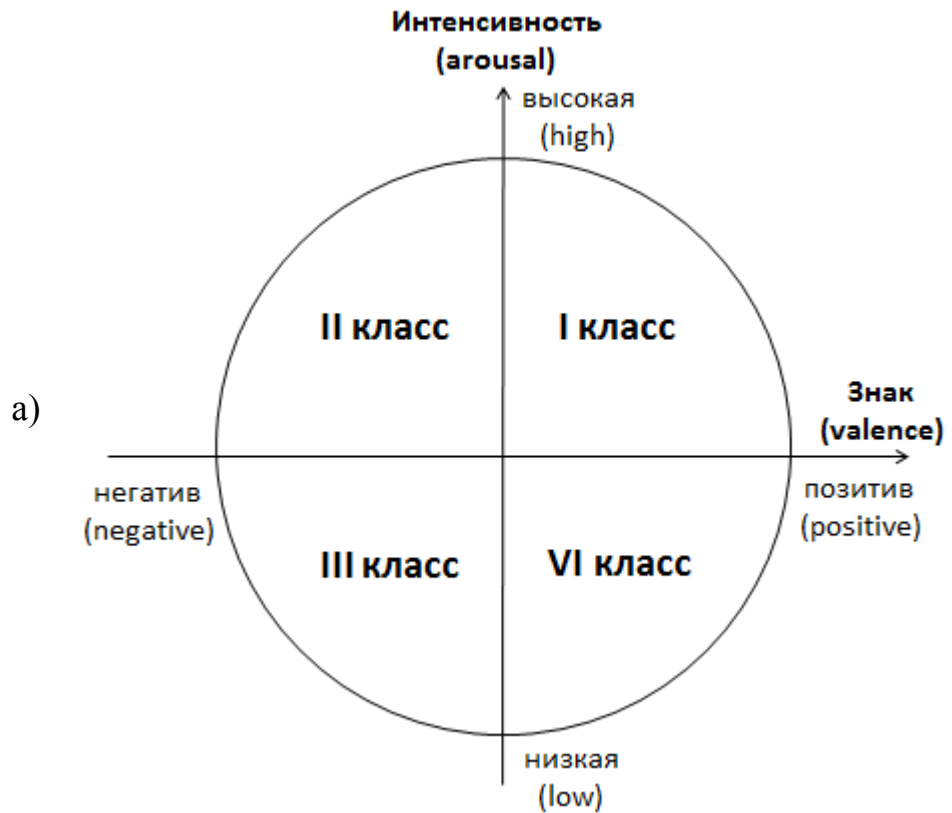 Интенсивность
(arousal)
высокая
(high)
II класс
I класс
а)
Знак
(valence)
негатив
(negative)
позитив
(positive)
III класс
VI класс
низкая
(low)